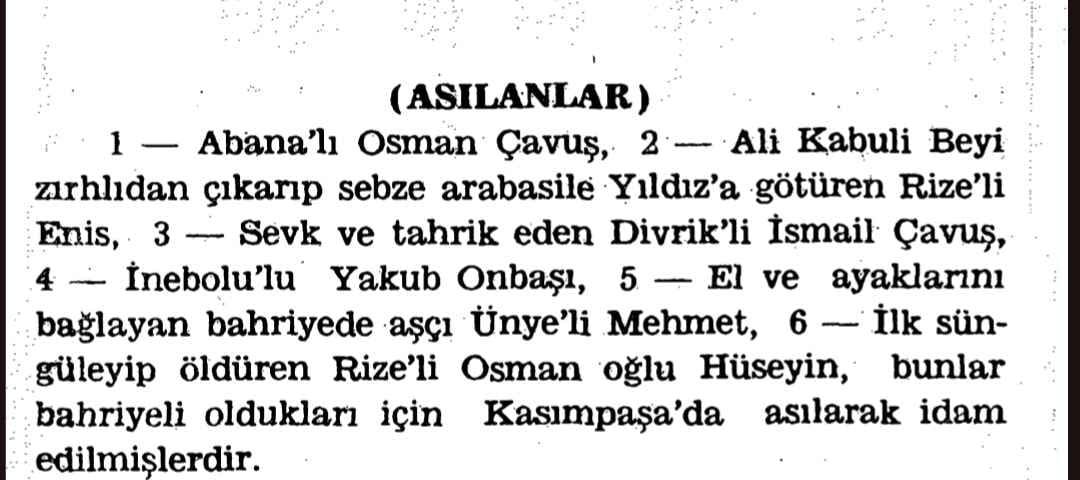 (ASILANLAR)
1 — Abana'lı Osman Çavuş, 2 — Ali Kabuli Beyi
zırhlıdan çıkarıp sebze arabasile Yıldız'a götüren Rize'li
Enis, 3 — Sevk ve tahrik eden Divrik'li İsmail Çavuş,
4 — İnebolu'lu Yakub Onbaşı, 5 — El ve ayaklarını
bağlayan bahriyede aşçı Ünye'li Mehmet, 6 — İlk sün-
güleyip öldüren Rize'li Osman oğlu Hüseyin, bunlar
bahriyeli oldukları için Kasımpaşa'da asılarak idam
edilmişlerdir.